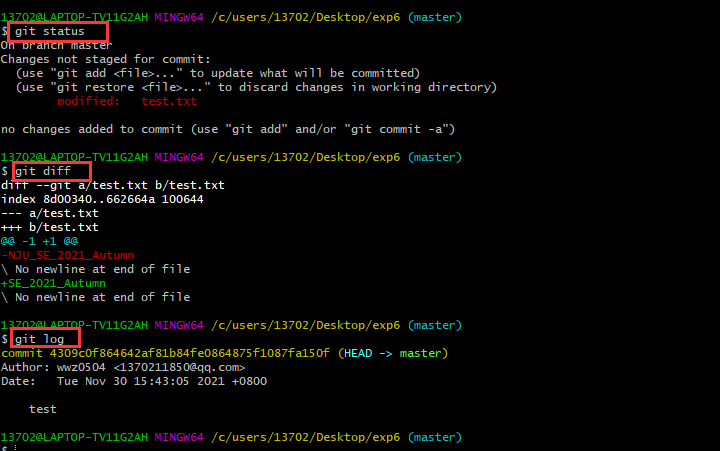 13702@LAPTOP-TV11G2AH MINGW64 /c/users/13702/Desktop/exp6 (master)
$ git status
On branch master
Changes not staged for commit:
  (use "git add <file>..." to update what will be committed)
  (use "git restore <file>..." to discard changes in working directory)
        modified:   test.txt

no changes added to commit (use "git add" and/or "git commit -a")

13702@LAPTOP-TV11G2AH MINGW64 /c/users/13702/Desktop/exp6 (master)
$ git diff
diff --git a/test.txt b/test.txt
index 8d00340..662664a 100644
--- a/test.txt
+++ b/test.txt
@@ -1 +1 @@
-NJU_SE_2021_Autumn
\ No newline at end of file
+SE_2021_Autumn
\ No newline at end of file

13702@LAPTOP-TV11G2AH MINGW64 /c/users/13702/Desktop/exp6 (master)
$ git log
commit 4309c0f864642af81b84fe0864875f1087fa150f (HEAD -> master)
Author: wwz0504 <1370211850@qq.com>
Date:   Tue Nov 30 15:43:05 2021 +0800

    test

13702@LAPTOP-TV11G2AH MINGW64 /c/users/13702/Desktop/exp6 (master)
$